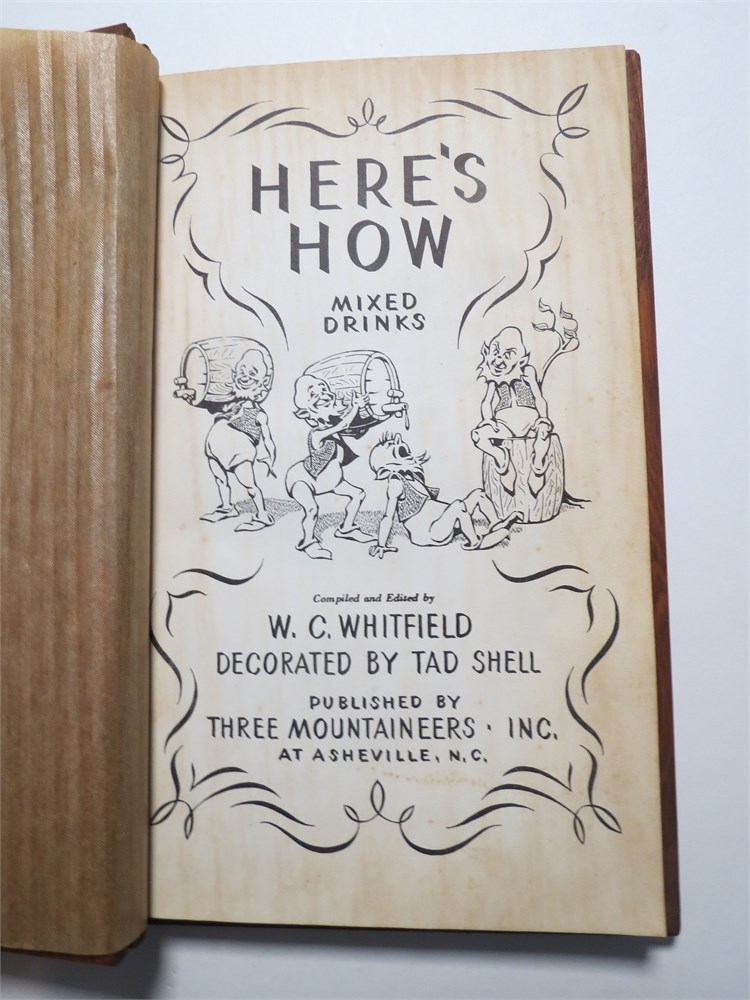 HERE'S
HOW
MIXED
DRINKS
Compiled and Edited by
W. C. WHITFIELD
DECORATED BY TAD SHELL
PUBLISHED BY
THREE MOUNTAINEERS · INC.
AT ASHEVILLE, N.C.